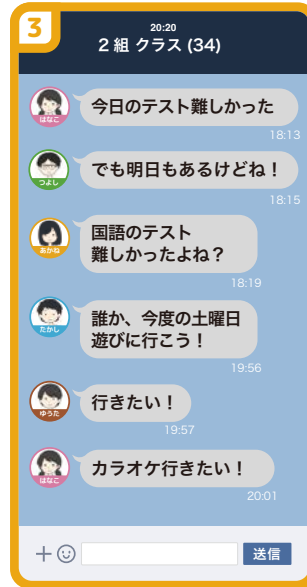 3
20:20
2組 クラス (34)
今日のテスト難しかった
はなこ
18:13
でも明日もあるけどね！
つよし
18:15
国語のテスト
難しかったよね？
あかね
18:19
誰か、今度の土曜日
遊びに行こう！
たかし
19:56
行きたい！
ゆうた
19:57
カラオケ行きたい！
はなこ
20:01
送信